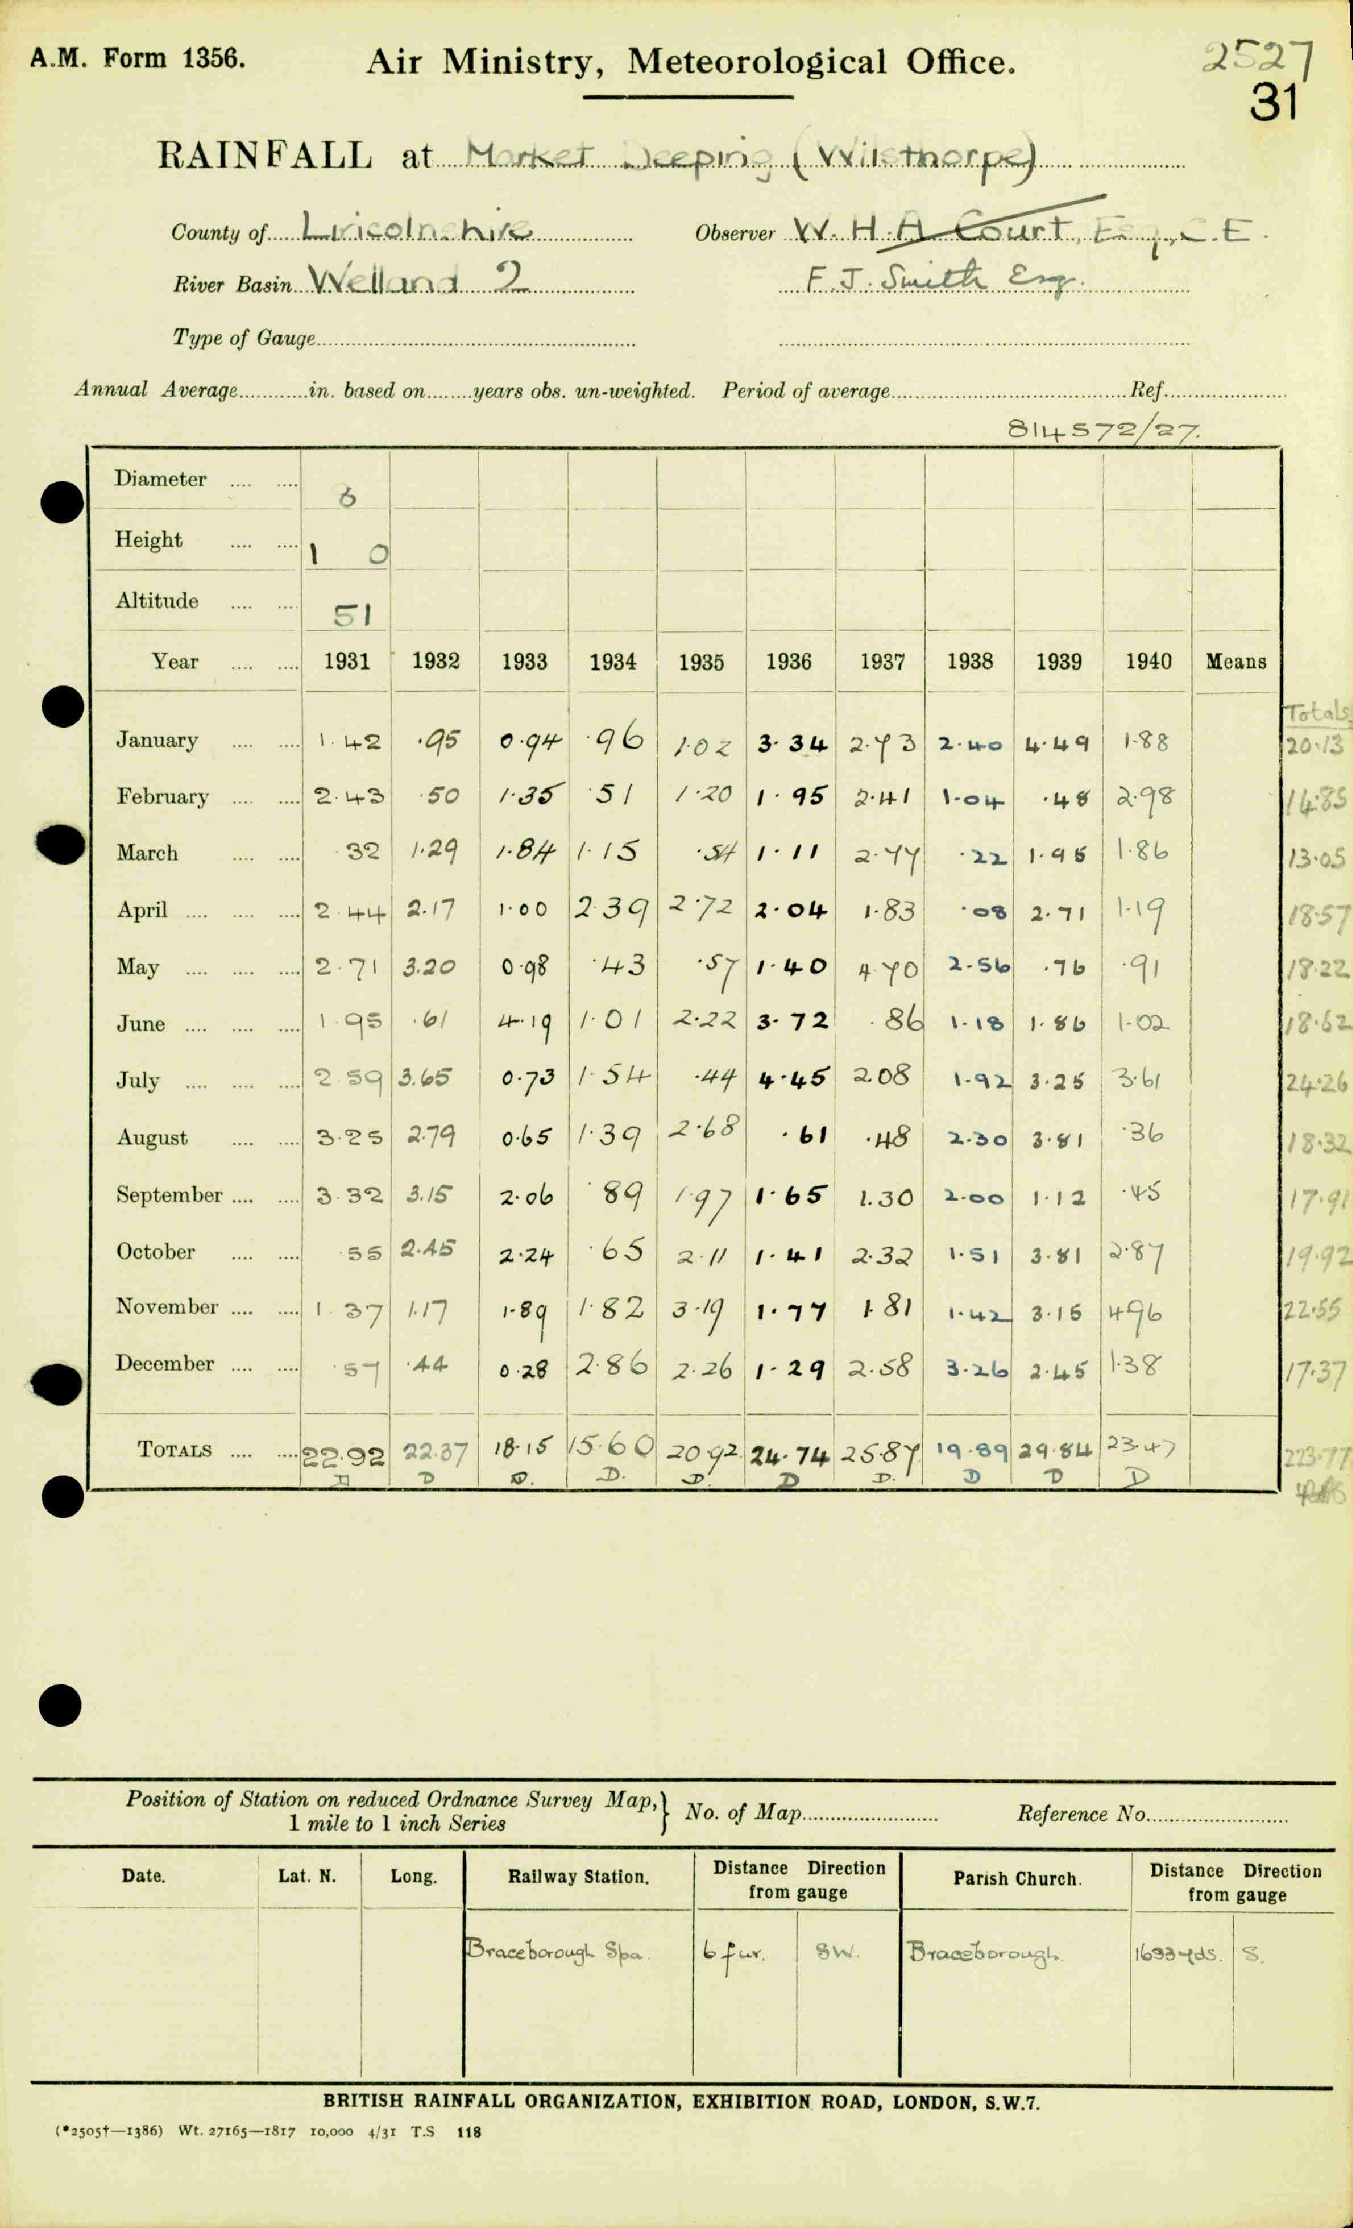 A.M. Form 1356. Air Ministry, Meteorological Office. 2527
31
RAINFALL at Market Deeping (Wilsthorpe)
County of Lincolnshire Observer W. H. A. Court, Esq., C.E.
River Basin Welland 2 F. J. Smith Esq.
Type of Gauge
Annual Average in. based on years obs. un-weighted. Period of average Ref.
814572/27.
Diameter 6
Height 1 0
Altitude 51
Year 1931 1932 1933 1934 1935 1936 1937 1938 1939 1940 Means
Totals
January 1.42 .95 0.94 .96 1.02 3.34 2.73 2.40 4.49 1.88 20.13
February 2.43 .50 1.35 .51 1.20 1.95 2.41 1.04 .48 2.98 14.85
March .32 1.29 1.84 1.15 .54 1.11 2.77 .22 1.95 1.86 13.05
April 2.44 2.17 1.00 2.39 2.72 2.04 1.83 .08 2.71 1.19 18.57
May 2.71 3.20 0.98 .43 .57 1.40 4.70 2.56 .76 .91 18.22
June 1.95 .61 4.19 1.01 2.22 3.72 .86 1.18 1.86 1.02 18.62
July 2.59 3.65 0.73 1.54 .44 4.45 2.08 1.92 3.25 3.61 24.26
August 3.25 2.79 0.65 1.39 2.68 .61 .48 2.30 3.81 .36 18.32
September 3.32 3.15 2.06 .89 1.97 1.65 1.30 2.00 1.12 .45 17.91
October .55 2.45 2.24 .65 2.11 1.41 2.32 1.51 3.81 2.87 19.92
November 1.37 1.17 1.89 1.82 3.19 1.77 1.81 1.42 3.15 4.96 22.55
December .57 .44 0.28 2.86 2.26 1.29 2.58 3.26 2.45 1.38 17.37
TOTALS 22.92 22.37 18.15 15.60 20.92 24.74 25.87 19.89 29.84 23.47 223.77
D D D. D. D. D D. D D D
Position of Station on reduced Ordnance Survey Map, } No. of Map Reference No.
1 mile to 1 inch Series
Date. Lat. N. Long. Railway Station. Distance Direction from gauge Parish Church. Distance Direction from gauge
Braceborough Spa. 6 fur. SW. Braceborough. 1693 yds. S.
BRITISH RAINFALL ORGANIZATION, EXHIBITION ROAD, LONDON, S.W.7.
(*2505†—1386) Wt. 27165—1817 10,000 4/31 T.S 118